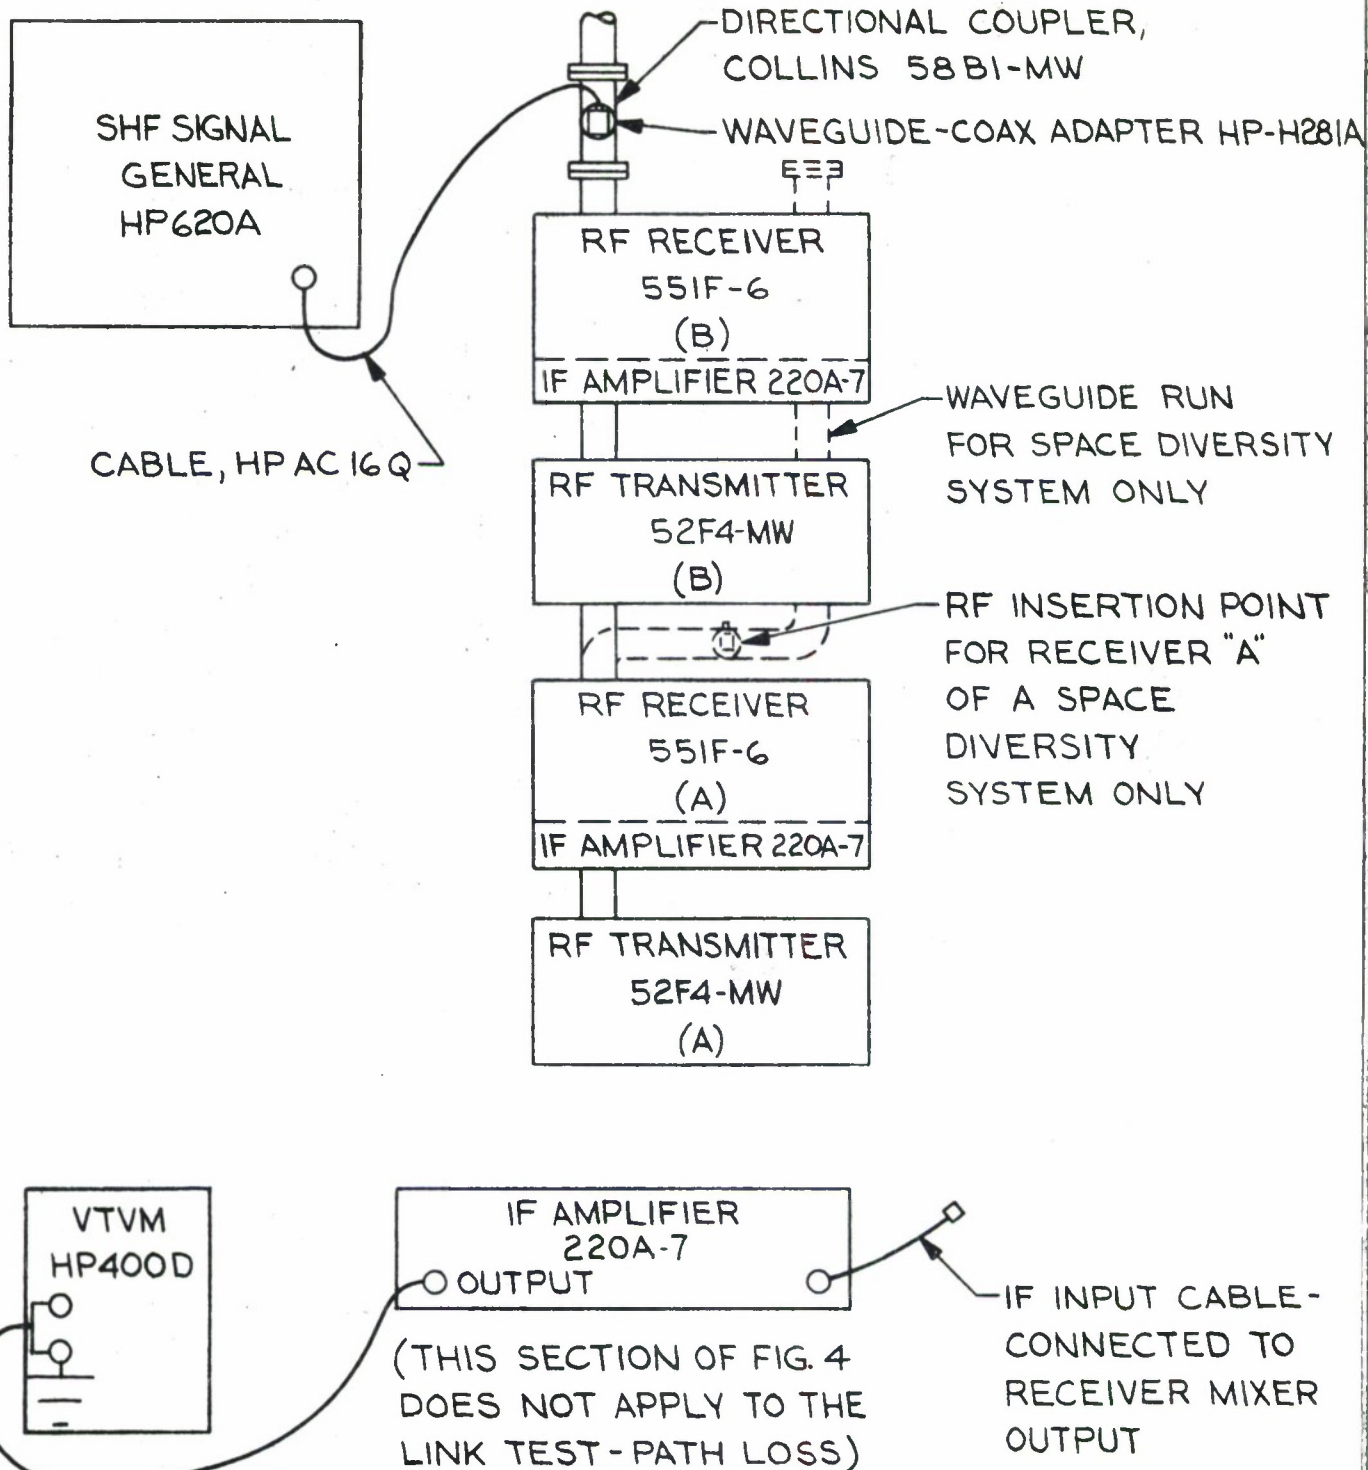 DIRECTIONAL COUPLER,
COLLINS 58B1-MW
WAVEGUIDE-COAX ADAPTER HP-H281A
SHF SIGNAL
GENERAL
HP620A
CABLE, HP AC 16 Q
RF RECEIVER
551F-6
(B)
IF AMPLIFIER 220A-7
WAVEGUIDE RUN
FOR SPACE DIVERSITY
SYSTEM ONLY
RF TRANSMITTER
52F4-MW
(B)
RF INSERTION POINT
FOR RECEIVER "A"
OF A SPACE
DIVERSITY
SYSTEM ONLY
RF RECEIVER
551F-6
(A)
IF AMPLIFIER 220A-7
RF TRANSMITTER
52F4-MW
(A)
VTVM
HP400D
IF AMPLIFIER
220A-7
OUTPUT
(THIS SECTION OF FIG. 4
DOES NOT APPLY TO THE
LINK TEST-PATH LOSS)
IF INPUT CABLE-
CONNECTED TO
RECEIVER MIXER
OUTPUT